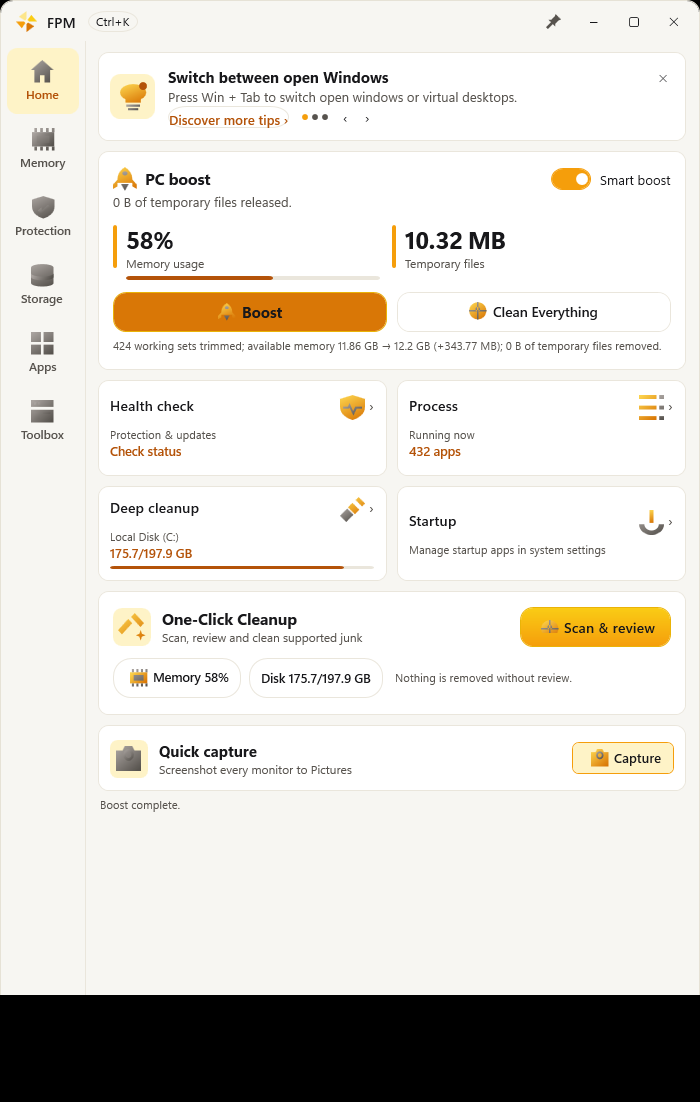 FPM Ctrl+K
Home
Memory
Protection
Storage
Apps
Toolbox
Switch between open Windows
Press Win + Tab to switch open windows or virtual desktops.
Discover more tips ›
PC boost
Smart boost
0 B of temporary files released.
58%
Memory usage
10.32 MB
Temporary files
Boost
Clean Everything
424 working sets trimmed; available memory 11.86 GB → 12.2 GB (+343.77 MB); 0 B of temporary files removed.
Health check
Protection & updates
Check status
Process
Running now
432 apps
Deep cleanup
Local Disk (C:)
175.7/197.9 GB
Startup
Manage startup apps in system settings
One-Click Cleanup
Scan, review and clean supported junk
Scan & review
Memory 58%
Disk 175.7/197.9 GB
Nothing is removed without review.
Quick capture
Screenshot every monitor to Pictures
Capture
Boost complete.